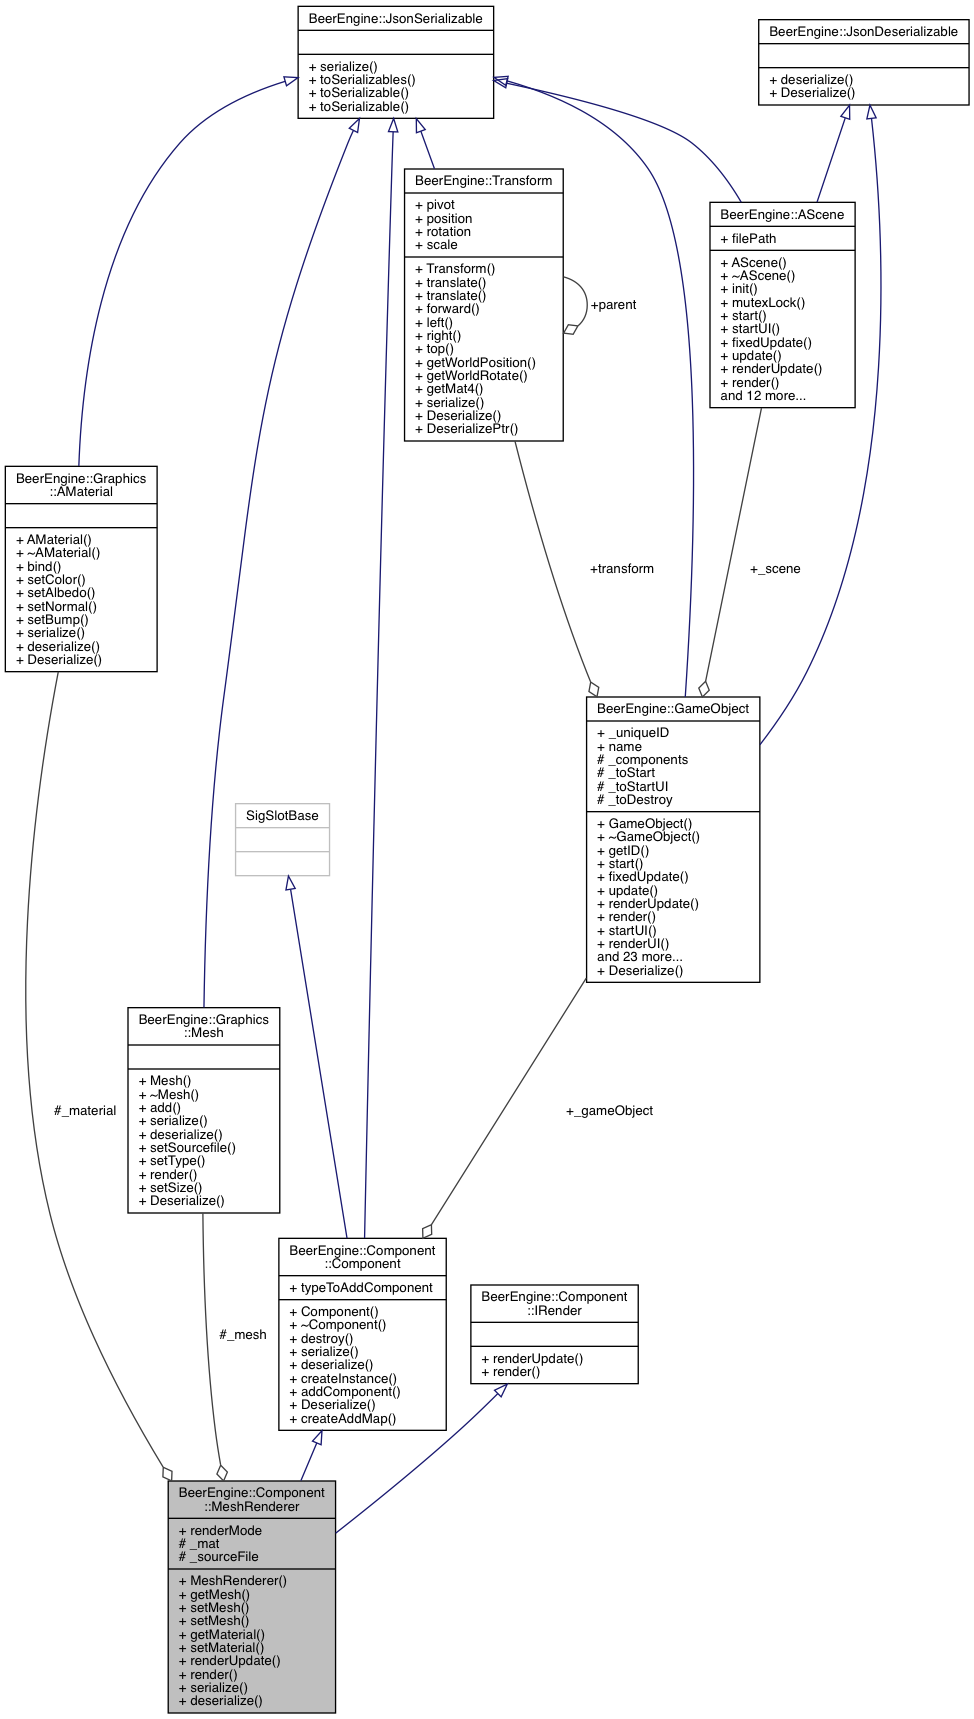 BeerEngine::JsonSerializable
+ serialize()
+ toSerializables()
+ toSerializable()
+ toSerializable()
BeerEngine::JsonDeserializable
+ deserialize()
+ Deserialize()
BeerEngine::Transform
+ pivot
+ position
+ rotation
+ scale
+ Transform()
+ translate()
+ translate()
+ forward()
+ left()
+ right()
+ top()
+ getWorldPosition()
+ getWorldRotate()
+ getMat4()
+ serialize()
+ Deserialize()
+ DeserializePtr()
+parent
BeerEngine::AScene
+ filePath
+ AScene()
+ ~AScene()
+ init()
+ mutexLock()
+ start()
+ startUI()
+ fixedUpdate()
+ update()
+ renderUpdate()
+ render()
and 12 more...
BeerEngine::Graphics
::AMaterial
+ AMaterial()
+ ~AMaterial()
+ bind()
+ setColor()
+ setAlbedo()
+ setNormal()
+ setBump()
+ serialize()
+ deserialize()
+ Deserialize()
+transform
+_scene
BeerEngine::GameObject
+ _uniqueID
+ name
# _components
# _toStart
# _toStartUI
# _toDestroy
+ GameObject()
+ ~GameObject()
+ getID()
+ start()
+ fixedUpdate()
+ update()
+ renderUpdate()
+ render()
+ startUI()
+ renderUI()
and 23 more...
+ Deserialize()
SigSlotBase
BeerEngine::Graphics
::Mesh
+ Mesh()
+ ~Mesh()
+ add()
+ serialize()
+ deserialize()
+ setSourcefile()
+ setType()
+ render()
+ setSize()
+ Deserialize()
#_material
+_gameObject
BeerEngine::Component
::Component
+ typeToAddComponent
+ Component()
+ ~Component()
+ destroy()
+ serialize()
+ deserialize()
+ createInstance()
+ addComponent()
+ Deserialize()
+ createAddMap()
BeerEngine::Component
::IRender
+ renderUpdate()
+ render()
#_mesh
BeerEngine::Component
::MeshRenderer
+ renderMode
# _mat
# _sourceFile
+ MeshRenderer()
+ getMesh()
+ setMesh()
+ setMesh()
+ getMaterial()
+ setMaterial()
+ renderUpdate()
+ render()
+ serialize()
+ deserialize()